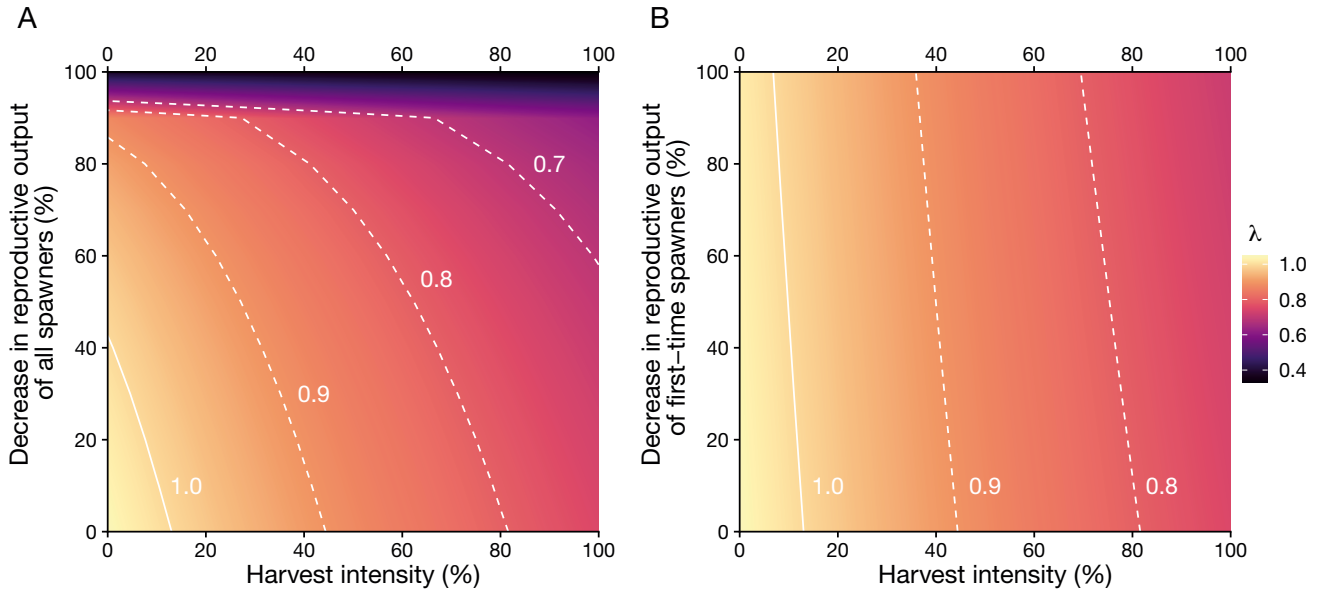 A
0 20 40 60 80 100
Decrease in reproductive output
of all spawners (%)
100
80
60
40
20
0
0.7
0.8
0.9
1.0
0 20 40 60 80 100
Harvest intensity (%)
B
0 20 40 60 80 100
Decrease in reproductive output
of first−time spawners (%)
100
80
60
40
20
0
1.0
0.9
0.8
0 20 40 60 80 100
Harvest intensity (%)
λ
1.0
0.8
0.6
0.4